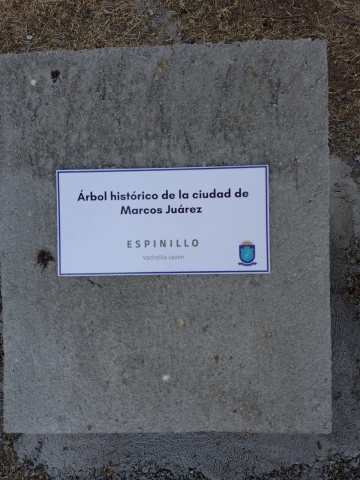 Árbol histórico de la ciudad de
Marcos Juárez
ESPINILLO
Vachellia caven